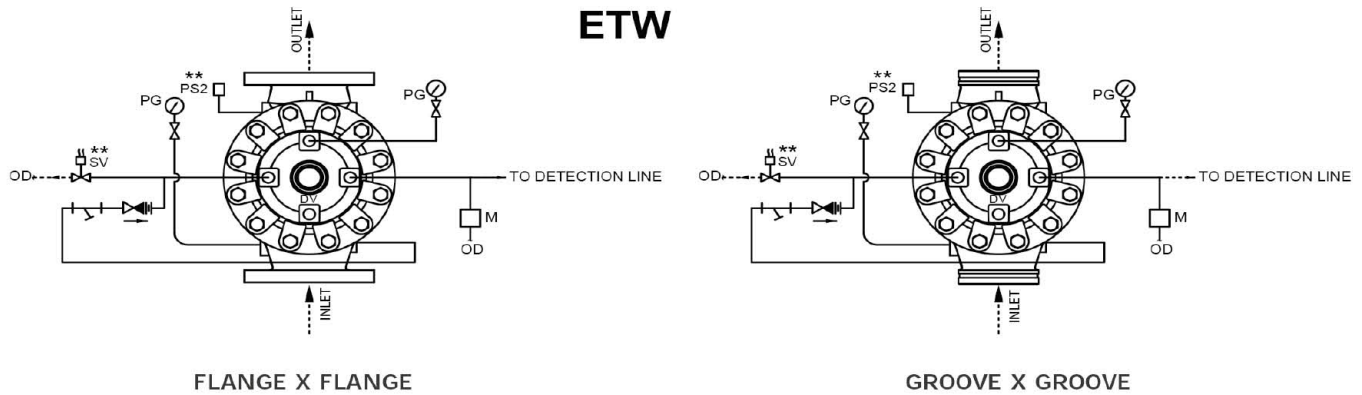 ETW
OUTLET
**
PS2
PG
PG
**
SV
OD
TO DETECTION LINE
DV
M
OD
INLET
FLANGE X FLANGE
OUTLET
**
PS2
PG
PG
**
SV
OD
TO DETECTION LINE
DV
M
OD
INLET
GROOVE X GROOVE